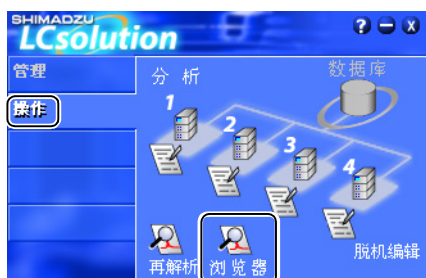 SHIMADZU
LCsolution
管理
操作
分析
数据库
1
2
3
4
再解析
浏览器
脱机编辑